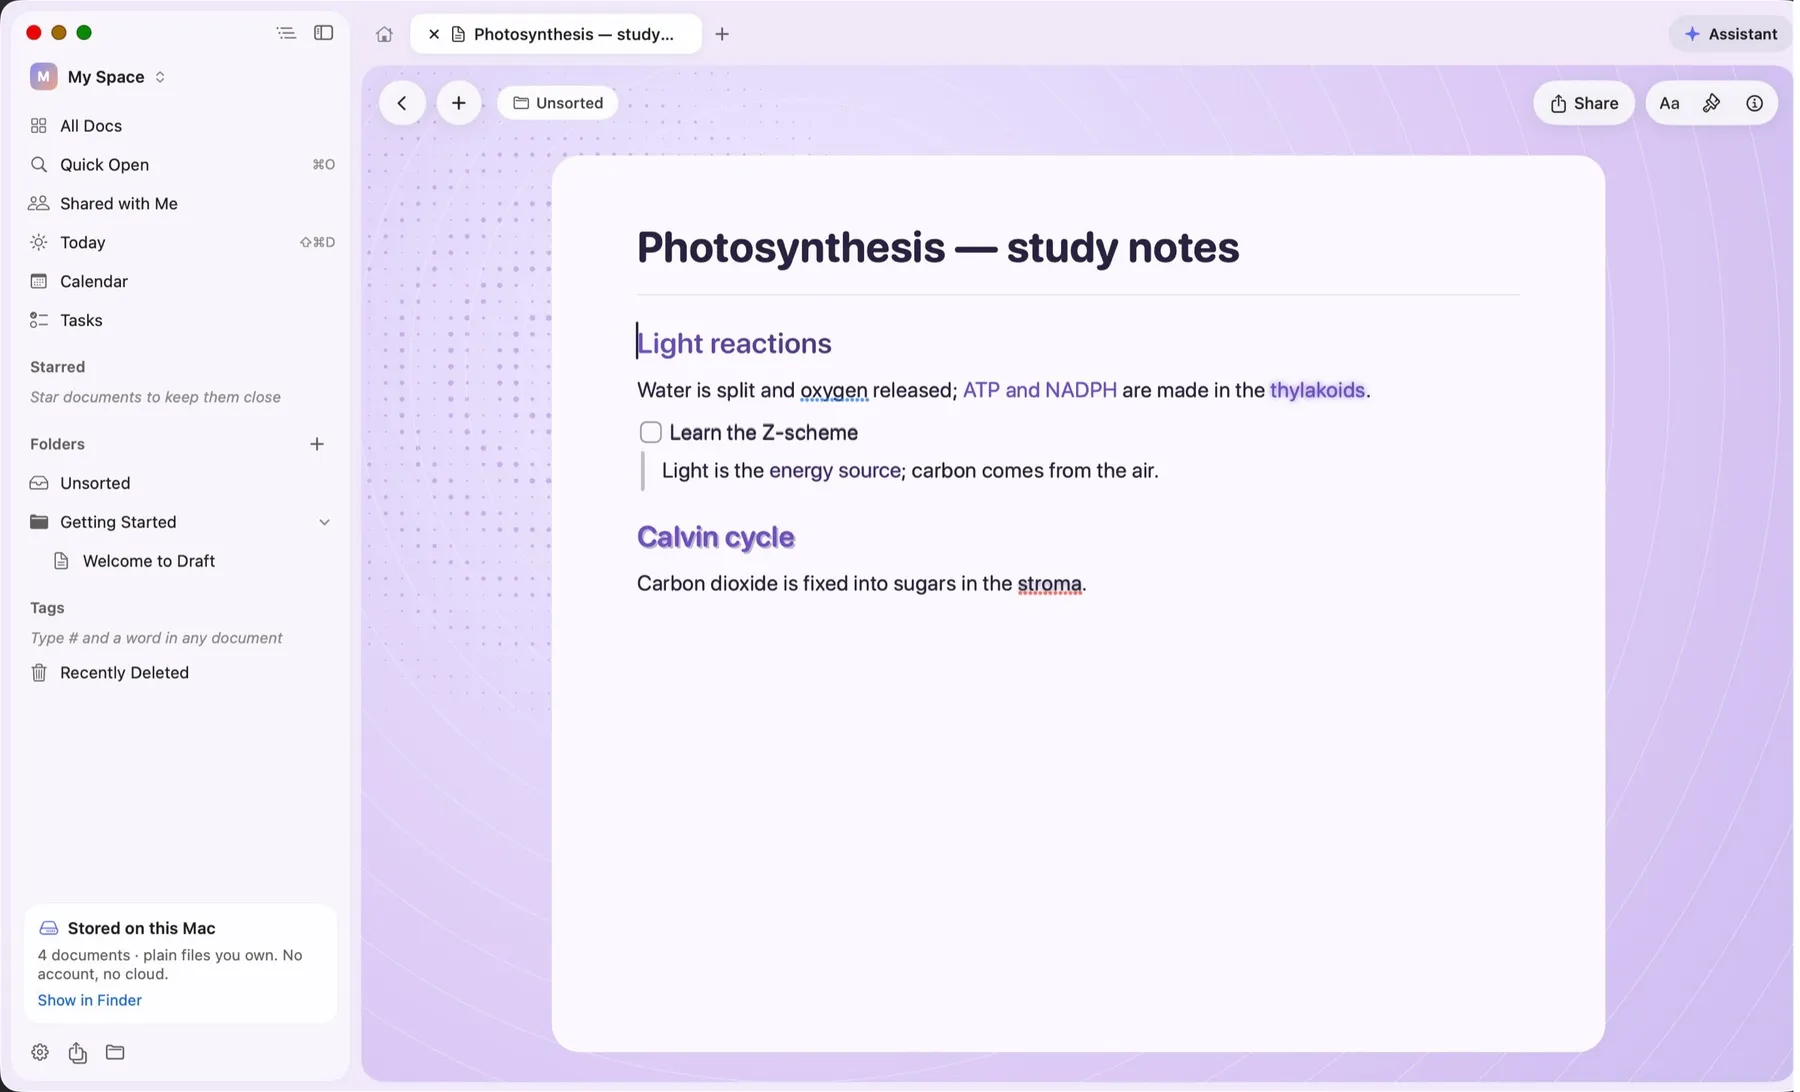 Photosynthesis — study...
Assistant
M My Space
All Docs
Quick Open ⌘O
Shared with Me
Today ⇧⌘D
Calendar
Tasks
Starred
Star documents to keep them close
Folders
Unsorted
Getting Started
Welcome to Draft
Tags
Type # and a word in any document
Recently Deleted
Stored on this Mac
4 documents · plain files you own. No
account, no cloud.
Show in Finder
Unsorted
Share
Aa
Photosynthesis — study notes
Light reactions
Water is split and oxygen released; ATP and NADPH are made in the thylakoids.
Learn the Z-scheme
Light is the energy source; carbon comes from the air.
Calvin cycle
Carbon dioxide is fixed into sugars in the stroma.